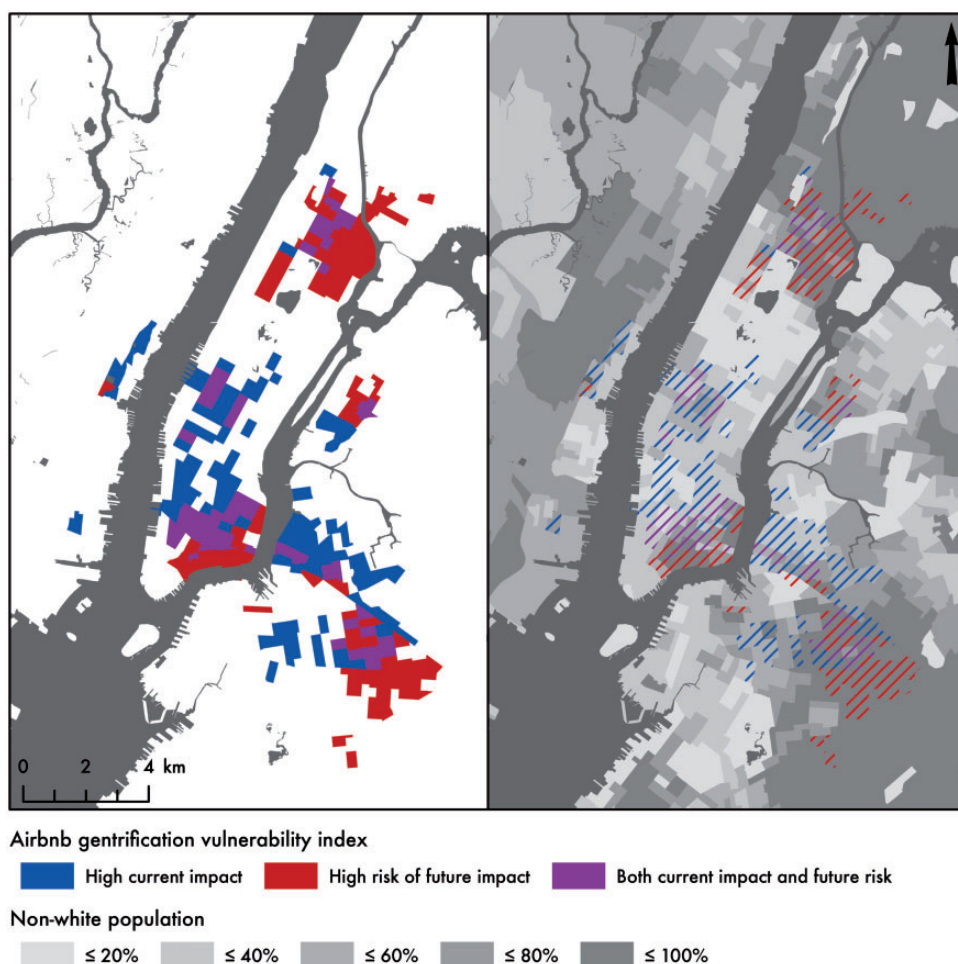 0 2 4 km
Airbnb gentrification vulnerability index
High current impact High risk of future impact Both current impact and future risk
Non-white population
≤ 20% ≤ 40% ≤ 60% ≤ 80% ≤ 100%